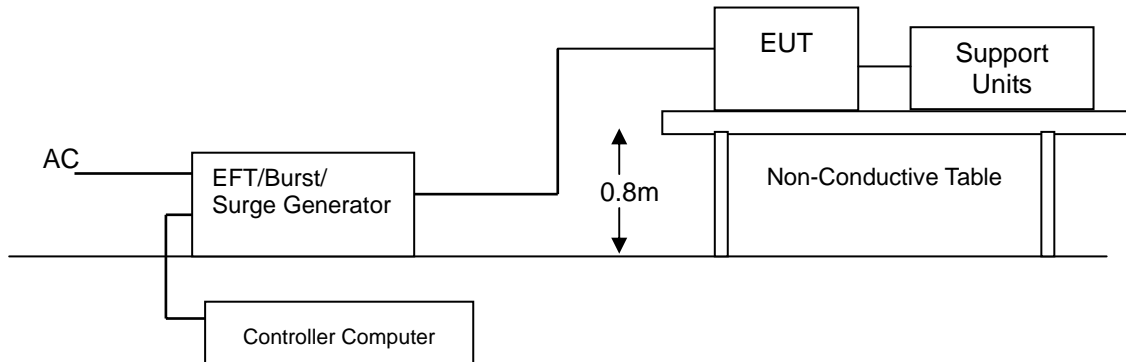 EUT
Support
Units
AC
EFT/Burst/
Surge Generator
0.8m
Non-Conductive Table
Controller Computer